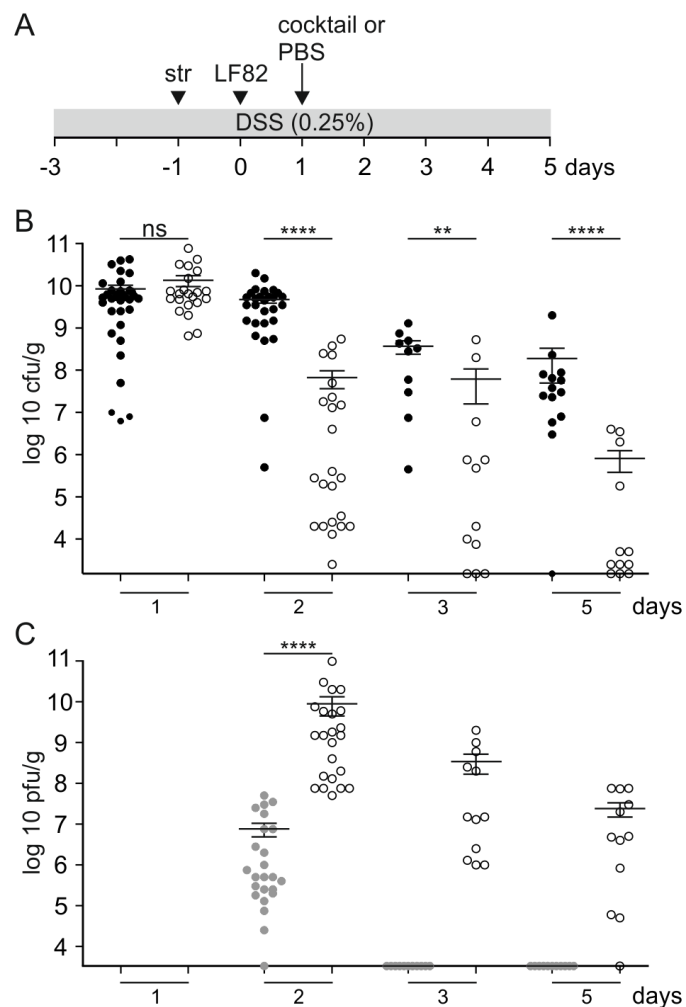 A
cocktail or
PBS
str LF82
DSS (0.25%)
-3 -1 0 1 2 3 4 5 days
B
ns **** ** ****
11
10
9
8
7
6
5
4
log 10 cfu/g
1 2 3 5 days
C
****
11
10
9
8
7
6
5
4
log 10 pfu/g
1 2 3 5 days